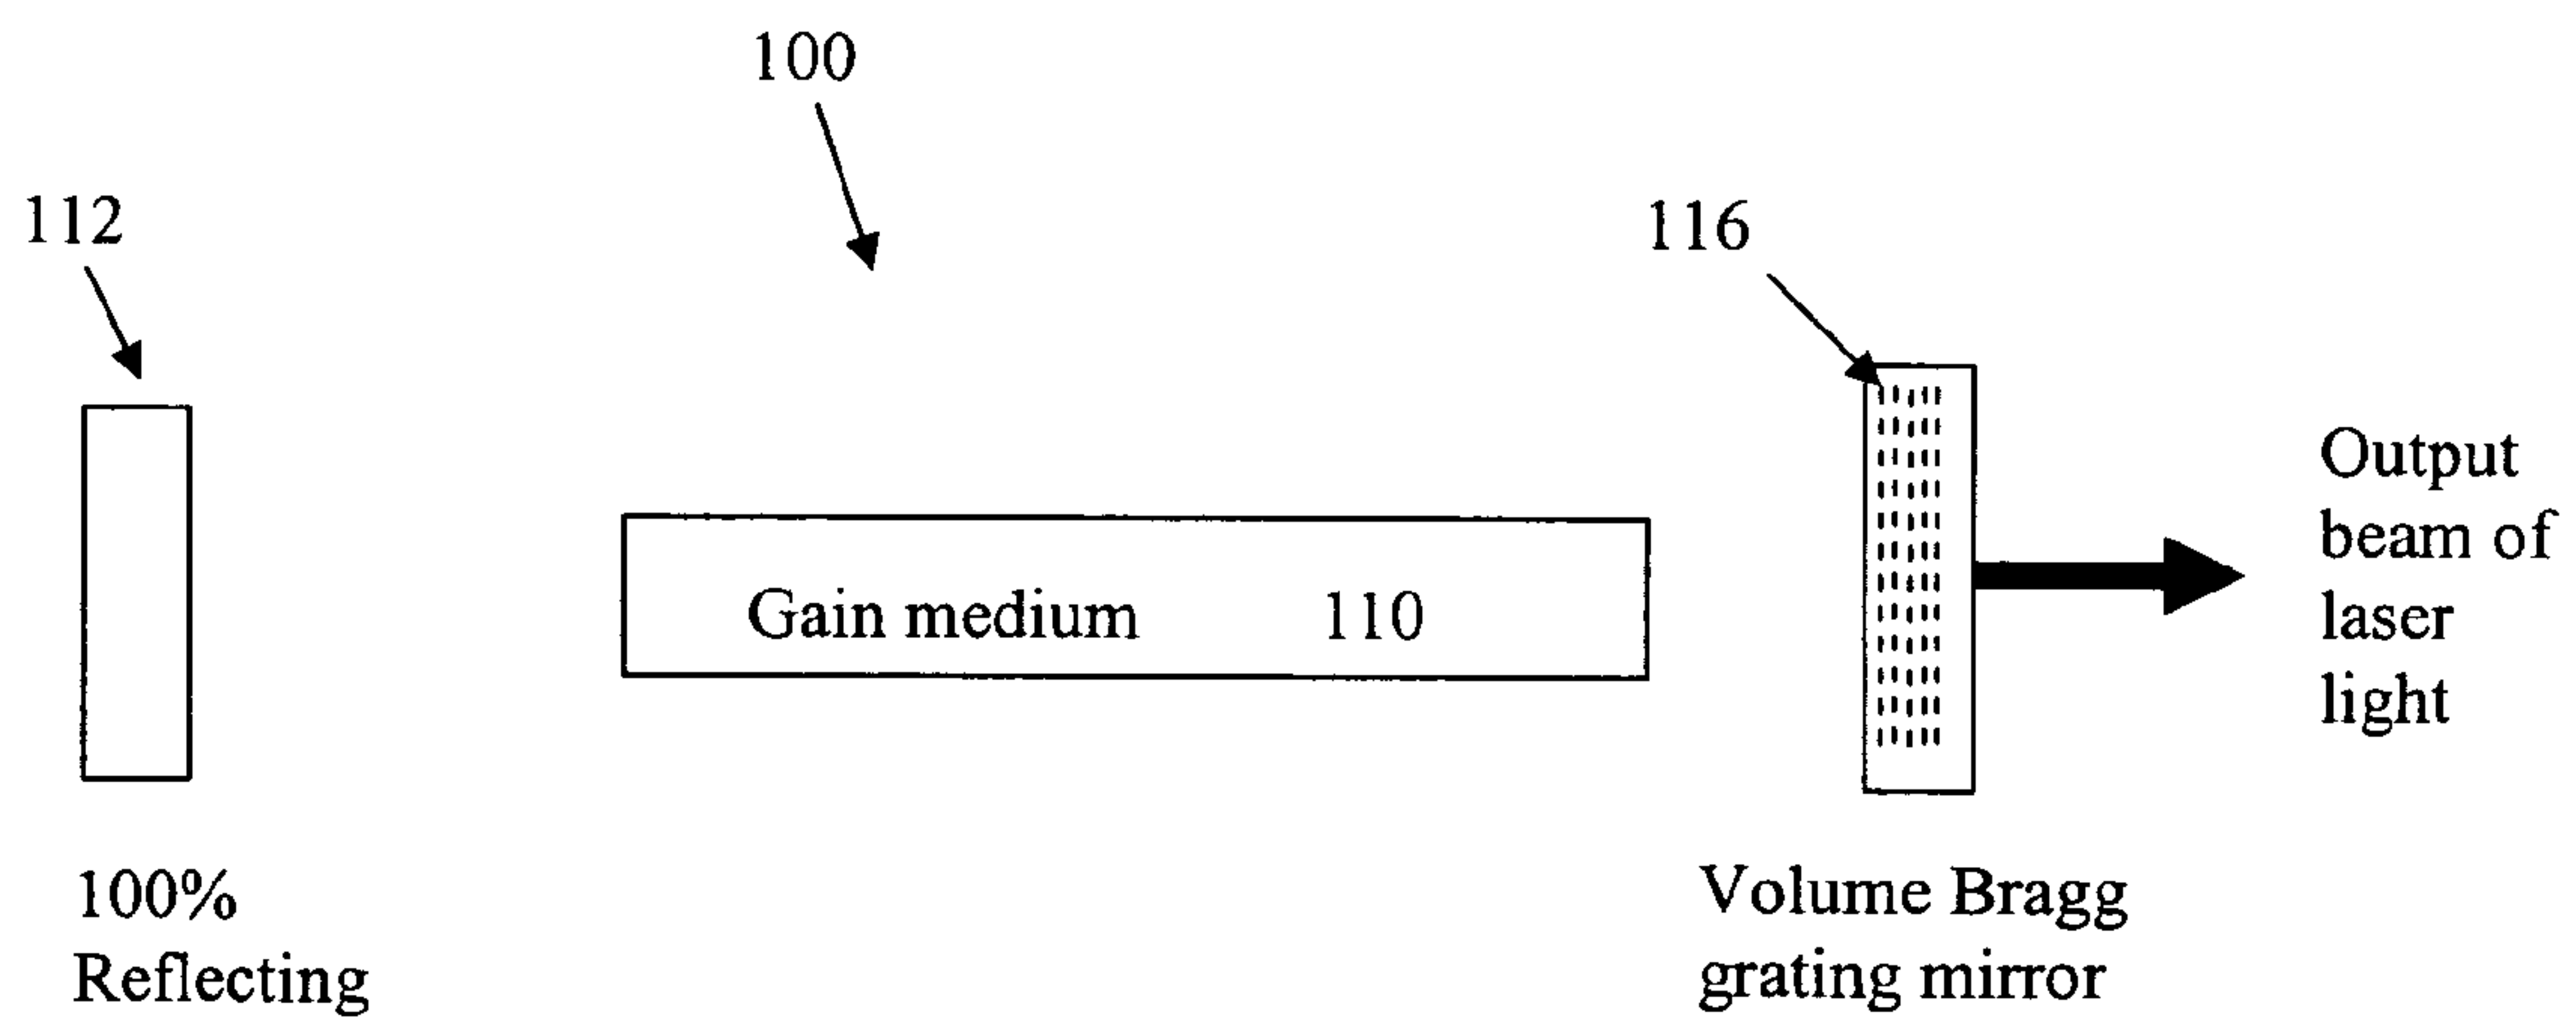 100
112
116
Gain medium 110
Output
beam of
laser
light
100%
Reflecting
Volume Bragg
grating mirror